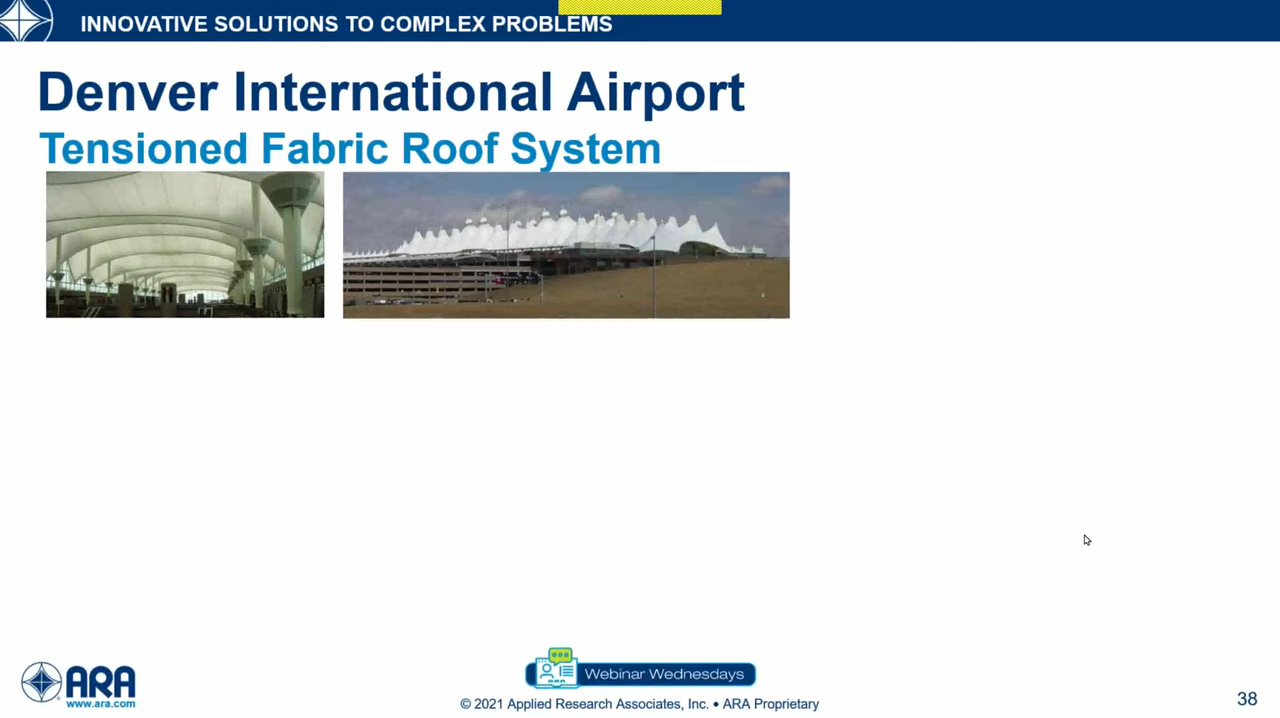 INNOVATIVE SOLUTIONS TO COMPLEX PROBLEMS
Denver International Airport
Tensioned Fabric Roof System
ARA
www.ara.com
Webinar Wednesdays
© 2021 Applied Research Associates, Inc. • ARA Proprietary
38